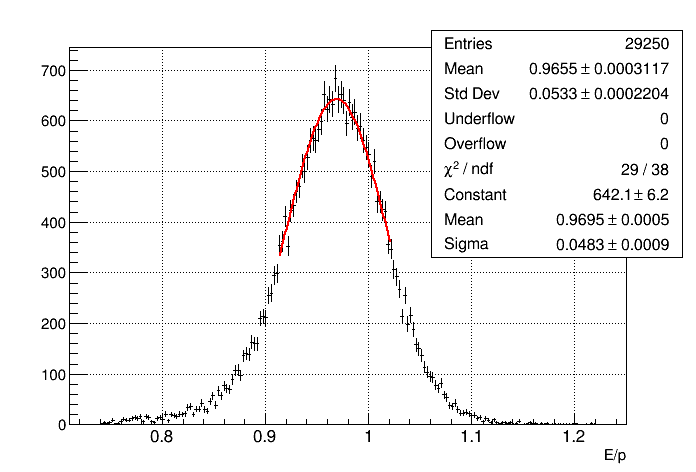 Entries 29250
Mean 0.9655 ± 0.0003117
Std Dev 0.0533 ± 0.0002204
Underflow 0
Overflow 0
χ² / ndf 29 / 38
Constant 642.1 ± 6.2
Mean 0.9695 ± 0.0005
Sigma 0.0483 ± 0.0009
700
600
500
400
300
200
100
0
0.8 0.9 1 1.1 1.2
E/p